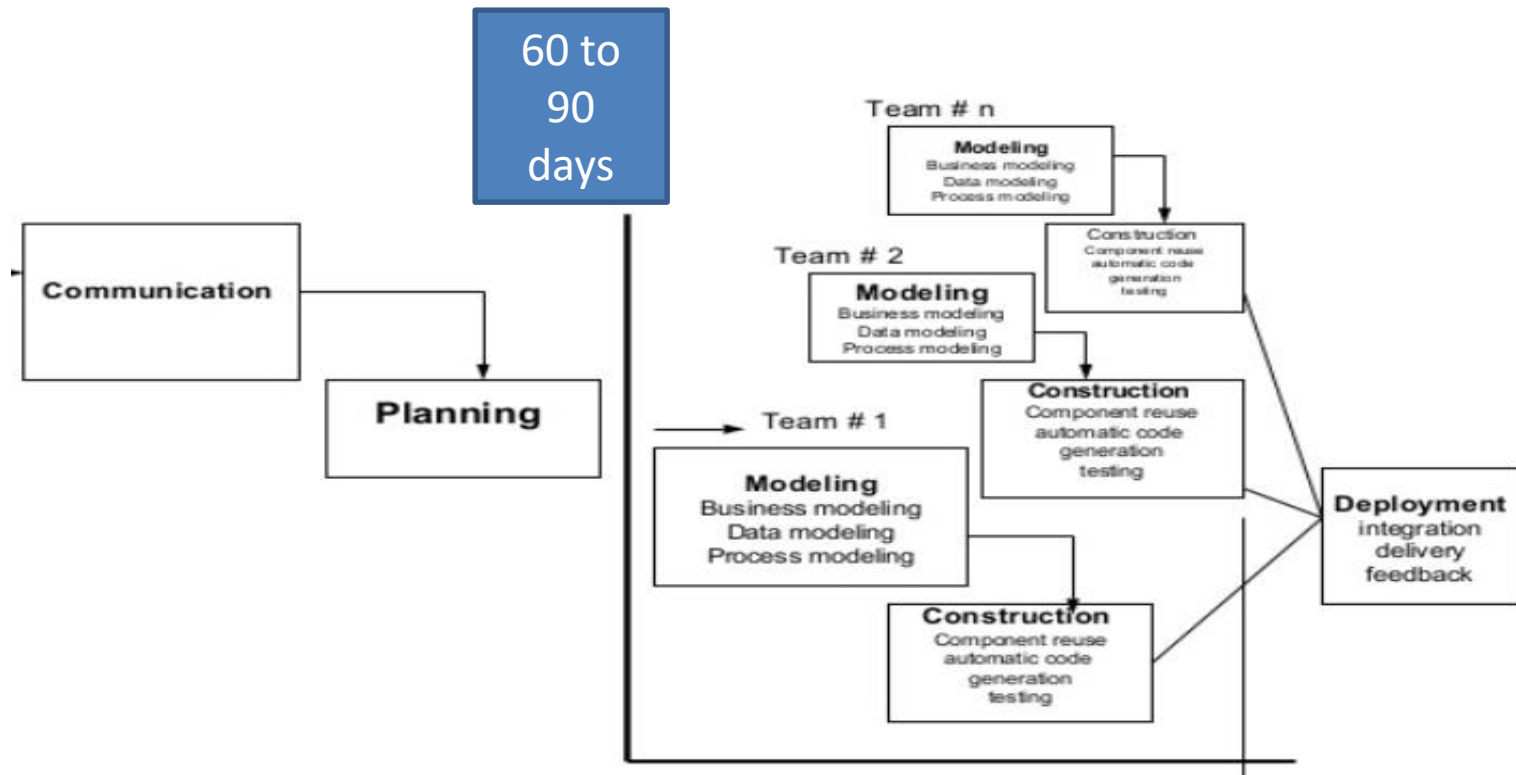 60 to
90
days
Communication
Planning
Team # n
Modeling
Business modeling
Data modeling
Process modeling
Construction
Component reuse
automatic code
generation
testing
Team # 2
Modeling
Business modeling
Data modeling
Process modeling
Construction
Component reuse
automatic code
generation
testing
Team # 1
Modeling
Business modeling
Data modeling
Process modeling
Construction
Component reuse
automatic code
generation
testing
Deployment
integration
delivery
feedback